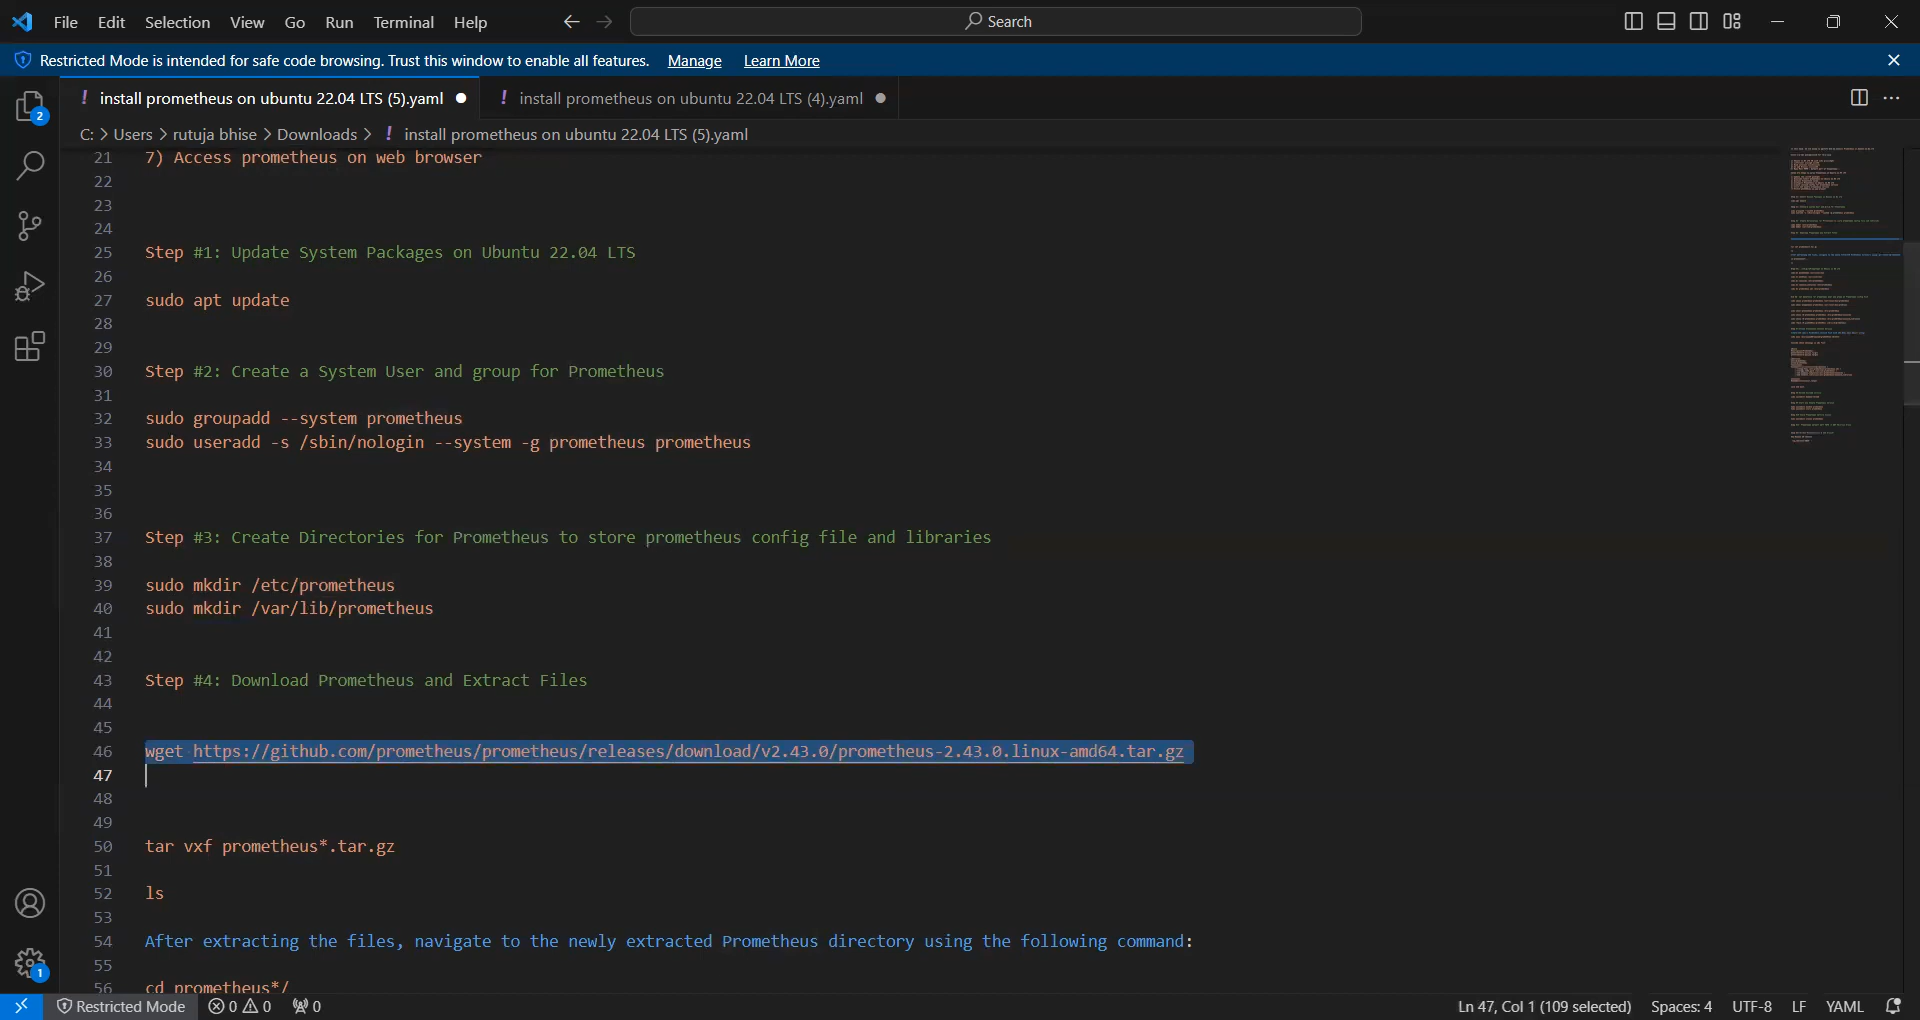 File Edit Selection View Go Run Terminal Help Search
Restricted Mode is intended for safe code browsing. Trust this window to enable all features. Manage Learn More
! install prometheus on ubuntu 22.04 LTS (5).yaml ! install prometheus on ubuntu 22.04 LTS (4).yaml
C: > Users > rutuja bhise > Downloads > ! install prometheus on ubuntu 22.04 LTS (5).yaml
2
21 7) Access prometheus on web browser
22
23
24
25 Step #1: Update System Packages on Ubuntu 22.04 LTS
26
27 sudo apt update
28
29
30 Step #2: Create a System User and group for Prometheus
31
32 sudo groupadd --system prometheus
33 sudo useradd -s /sbin/nologin --system -g prometheus prometheus
34
35
36
37 Step #3: Create Directories for Prometheus to store prometheus config file and libraries
38
39 sudo mkdir /etc/prometheus
40 sudo mkdir /var/lib/prometheus
41
42
43 Step #4: Download Prometheus and Extract Files
44
45
46 wget https://github.com/prometheus/prometheus/releases/download/v2.43.0/prometheus-2.43.0.linux-amd64.tar.gz
47
48
49
50 tar vxf prometheus*.tar.gz
51
52 ls
53
54 After extracting the files, navigate to the newly extracted Prometheus directory using the following command:
55
1
56 cd prometheus*/
Restricted Mode 0 0 0 Ln 47, Col 1 (109 selected) Spaces: 4 UTF-8 LF YAML